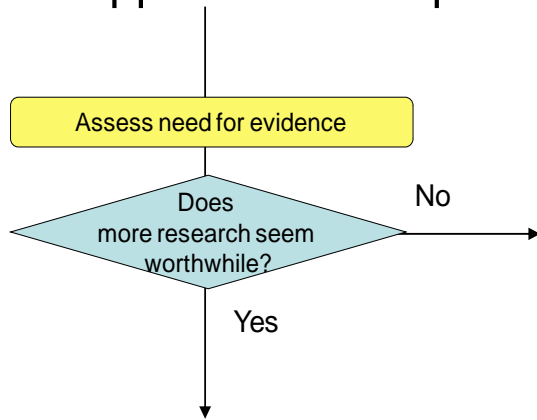 Assess need for evidence
Does
more research seem
worthwhile?
No
Yes